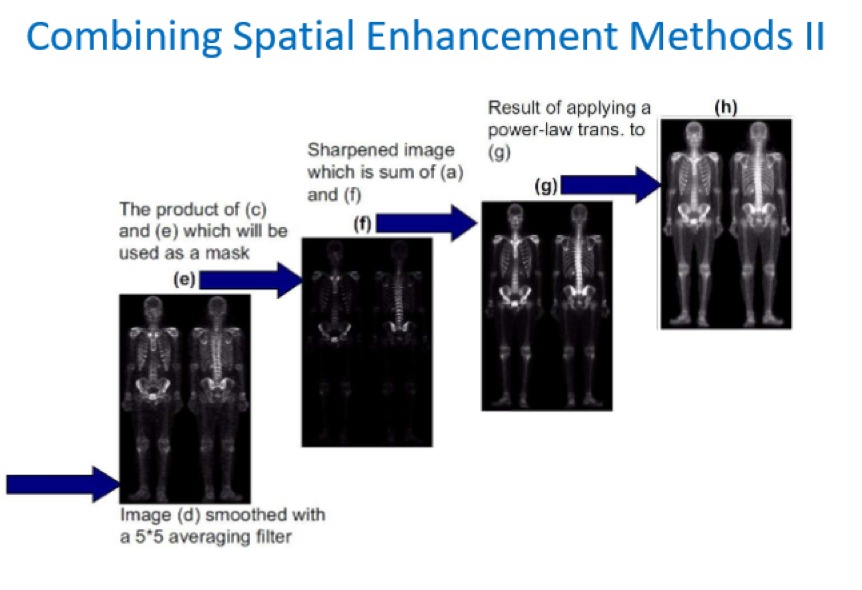 Combining Spatial Enhancement Methods II
Result of applying a
power-law trans. to
(g)
(h)
Sharpened image
which is sum of (a)
and (f)
(g)
The product of (c)
and (e) which will be
used as a mask
(f)
(e)
Image (d) smoothed with
a 5*5 averaging filter